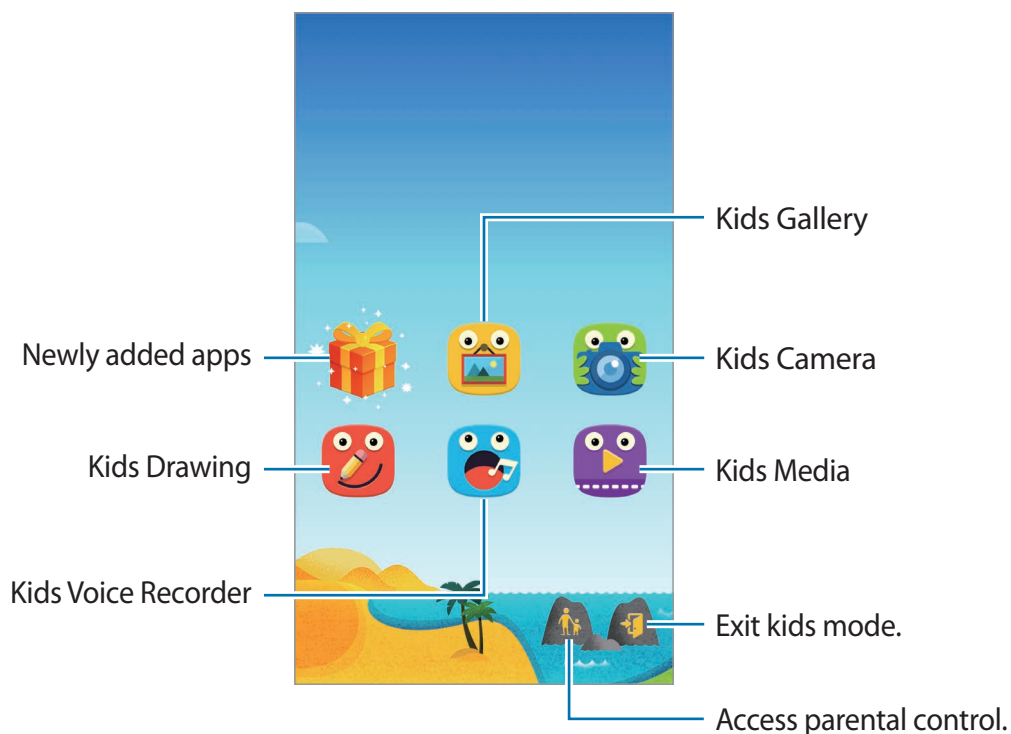 Kids Gallery
Newly added apps
Kids Camera
Kids Drawing
Kids Media
Kids Voice Recorder
Exit kids mode.
Access parental control.